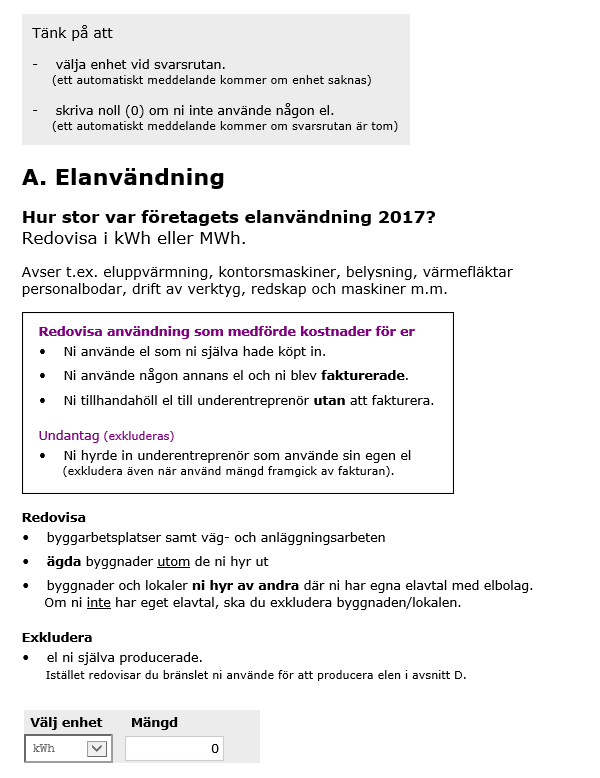 Tänk på att
- välja enhet vid svarsrutan.
(ett automatiskt meddelande kommer om enhet saknas)
- skriva noll (0) om ni inte använde någon el.
(ett automatiskt meddelande kommer om svarsrutan är tom)
A. Elanvändning
Hur stor var företagets elanvändning 2017?
Redovisa i kWh eller MWh.
Avser t.ex. eluppvärmning, kontorsmaskiner, belysning, värmefläktar
personalbodar, drift av verktyg, redskap och maskiner m.m.
Redovisa användning som medförde kostnader för er
• Ni använde el som ni själva hade köpt in.
• Ni använde någon annans el och ni blev fakturerade.
• Ni tillhandahöll el till underentreprenör utan att fakturera.
Undantag (exkluderas)
• Ni hyrde in underentreprenör som använde sin egen el
(exkludera även när använd mängd framgick av fakturan).
Redovisa
• byggarbetsplatser samt väg- och anläggningsarbeten
• ägda byggnader utom de ni hyr ut
• byggnader och lokaler ni hyr av andra där ni har egna elavtal med elbolag.
Om ni inte har eget elavtal, ska du exkludera byggnaden/lokalen.
Exkludera
• el ni själva producerade.
Istället redovisar du bränslet ni använde för att producera elen i avsnitt D.
Välj enhet Mängd
kWh 0